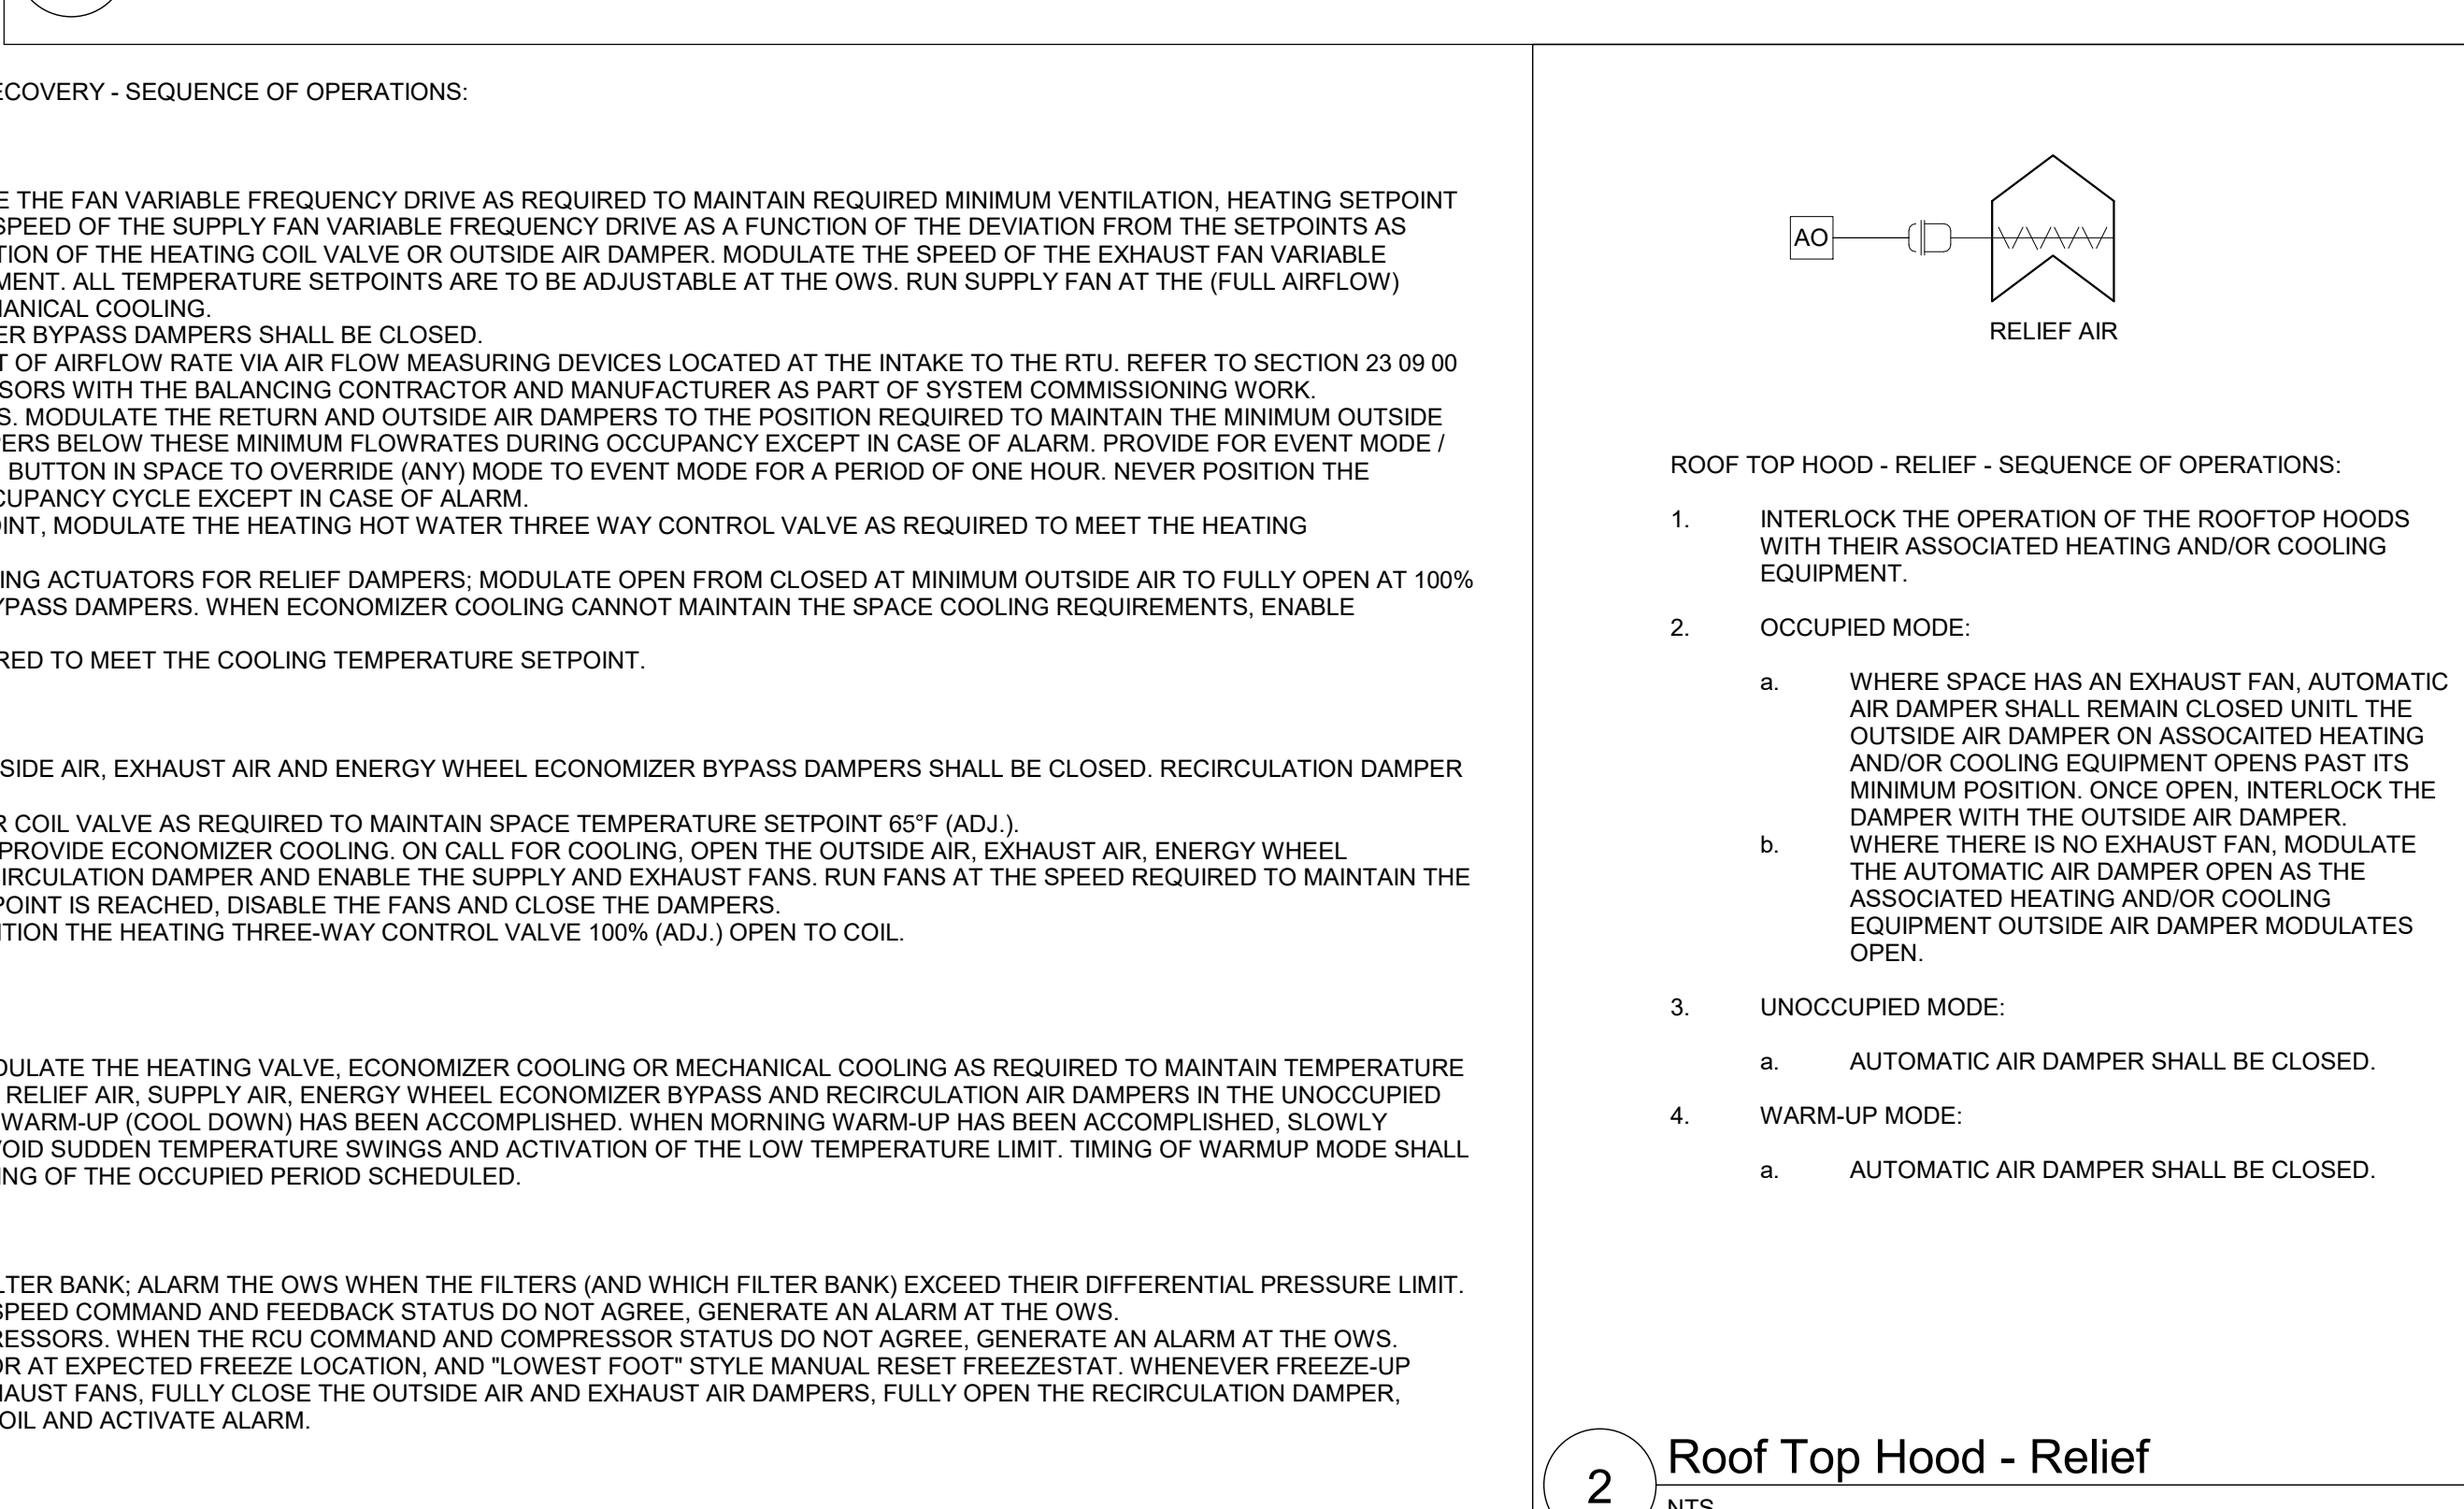 ECOVERY - SEQUENCE OF OPERATIONS:
E THE FAN VARIABLE FREQUENCY DRIVE AS REQUIRED TO MAINTAIN REQUIRED MINIMUM VENTILATION, HEATING SETPOINT
SPEED OF THE SUPPLY FAN VARIABLE FREQUENCY DRIVE AS A FUNCTION OF THE DEVIATION FROM THE SETPOINTS AS
TION OF THE HEATING COIL VALVE OR OUTSIDE AIR DAMPER. MODULATE THE SPEED OF THE EXHAUST FAN VARIABLE
MENT. ALL TEMPERATURE SETPOINTS ARE TO BE ADJUSTABLE AT THE OWS. RUN SUPPLY FAN AT THE (FULL AIRFLOW)
HANICAL COOLING.
ER BYPASS DAMPERS SHALL BE CLOSED.
T OF AIRFLOW RATE VIA AIR FLOW MEASURING DEVICES LOCATED AT THE INTAKE TO THE RTU. REFER TO SECTION 23 09 00
SORS WITH THE BALANCING CONTRACTOR AND MANUFACTURER AS PART OF SYSTEM COMMISSIONING WORK.
S. MODULATE THE RETURN AND OUTSIDE AIR DAMPERS TO THE POSITION REQUIRED TO MAINTAIN THE MINIMUM OUTSIDE
PERS BELOW THESE MINIMUM FLOWRATES DURING OCCUPANCY EXCEPT IN CASE OF ALARM. PROVIDE FOR EVENT MODE /
BUTTON IN SPACE TO OVERRIDE (ANY) MODE TO EVENT MODE FOR A PERIOD OF ONE HOUR. NEVER POSITION THE
CUPANCY CYCLE EXCEPT IN CASE OF ALARM.
OINT, MODULATE THE HEATING HOT WATER THREE WAY CONTROL VALVE AS REQUIRED TO MEET THE HEATING
ING ACTUATORS FOR RELIEF DAMPERS; MODULATE OPEN FROM CLOSED AT MINIMUM OUTSIDE AIR TO FULLY OPEN AT 100%
YPASS DAMPERS. WHEN ECONOMIZER COOLING CANNOT MAINTAIN THE SPACE COOLING REQUIREMENTS, ENABLE
RED TO MEET THE COOLING TEMPERATURE SETPOINT.
SIDE AIR, EXHAUST AIR AND ENERGY WHEEL ECONOMIZER BYPASS DAMPERS SHALL BE CLOSED. RECIRCULATION DAMPER
R COIL VALVE AS REQUIRED TO MAINTAIN SPACE TEMPERATURE SETPOINT 65°F (ADJ.).
PROVIDE ECONOMIZER COOLING. ON CALL FOR COOLING, OPEN THE OUTSIDE AIR, EXHAUST AIR, ENERGY WHEEL
CIRCULATION DAMPER AND ENABLE THE SUPPLY AND EXHAUST FANS. RUN FANS AT THE SPEED REQUIRED TO MAINTAIN THE
POINT IS REACHED, DISABLE THE FANS AND CLOSE THE DAMPERS.
ITION THE HEATING THREE-WAY CONTROL VALVE 100% (ADJ.) OPEN TO COIL.
DULATE THE HEATING VALVE, ECONOMIZER COOLING OR MECHANICAL COOLING AS REQUIRED TO MAINTAIN TEMPERATURE
RELIEF AIR, SUPPLY AIR, ENERGY WHEEL ECONOMIZER BYPASS AND RECIRCULATION AIR DAMPERS IN THE UNOCCUPIED
WARM-UP (COOL DOWN) HAS BEEN ACCOMPLISHED. WHEN MORNING WARM-UP HAS BEEN ACCOMPLISHED, SLOWLY
VOID SUDDEN TEMPERATURE SWINGS AND ACTIVATION OF THE LOW TEMPERATURE LIMIT. TIMING OF WARMUP MODE SHALL
ING OF THE OCCUPIED PERIOD SCHEDULED.
LTER BANK; ALARM THE OWS WHEN THE FILTERS (AND WHICH FILTER BANK) EXCEED THEIR DIFFERENTIAL PRESSURE LIMIT.
SPEED COMMAND AND FEEDBACK STATUS DO NOT AGREE, GENERATE AN ALARM AT THE OWS.
RESSORS. WHEN THE RCU COMMAND AND COMPRESSOR STATUS DO NOT AGREE, GENERATE AN ALARM AT THE OWS.
OR AT EXPECTED FREEZE LOCATION, AND "LOWEST FOOT" STYLE MANUAL RESET FREEZESTAT. WHENEVER FREEZE-UP
HAUST FANS, FULLY CLOSE THE OUTSIDE AIR AND EXHAUST AIR DAMPERS, FULLY OPEN THE RECIRCULATION DAMPER,
OIL AND ACTIVATE ALARM.
AO
RELIEF AIR
ROOF TOP HOOD - RELIEF - SEQUENCE OF OPERATIONS:
1. INTERLOCK THE OPERATION OF THE ROOFTOP HOODS
WITH THEIR ASSOCIATED HEATING AND/OR COOLING
EQUIPMENT.
2. OCCUPIED MODE:
a. WHERE SPACE HAS AN EXHAUST FAN, AUTOMATIC
AIR DAMPER SHALL REMAIN CLOSED UNITL THE
OUTSIDE AIR DAMPER ON ASSOCAITED HEATING
AND/OR COOLING EQUIPMENT OPENS PAST ITS
MINIMUM POSITION. ONCE OPEN, INTERLOCK THE
DAMPER WITH THE OUTSIDE AIR DAMPER.
b. WHERE THERE IS NO EXHAUST FAN, MODULATE
THE AUTOMATIC AIR DAMPER OPEN AS THE
ASSOCIATED HEATING AND/OR COOLING
EQUIPMENT OUTSIDE AIR DAMPER MODULATES
OPEN.
3. UNOCCUPIED MODE:
a. AUTOMATIC AIR DAMPER SHALL BE CLOSED.
4. WARM-UP MODE:
a. AUTOMATIC AIR DAMPER SHALL BE CLOSED.
2 Roof Top Hood - Relief
NTS